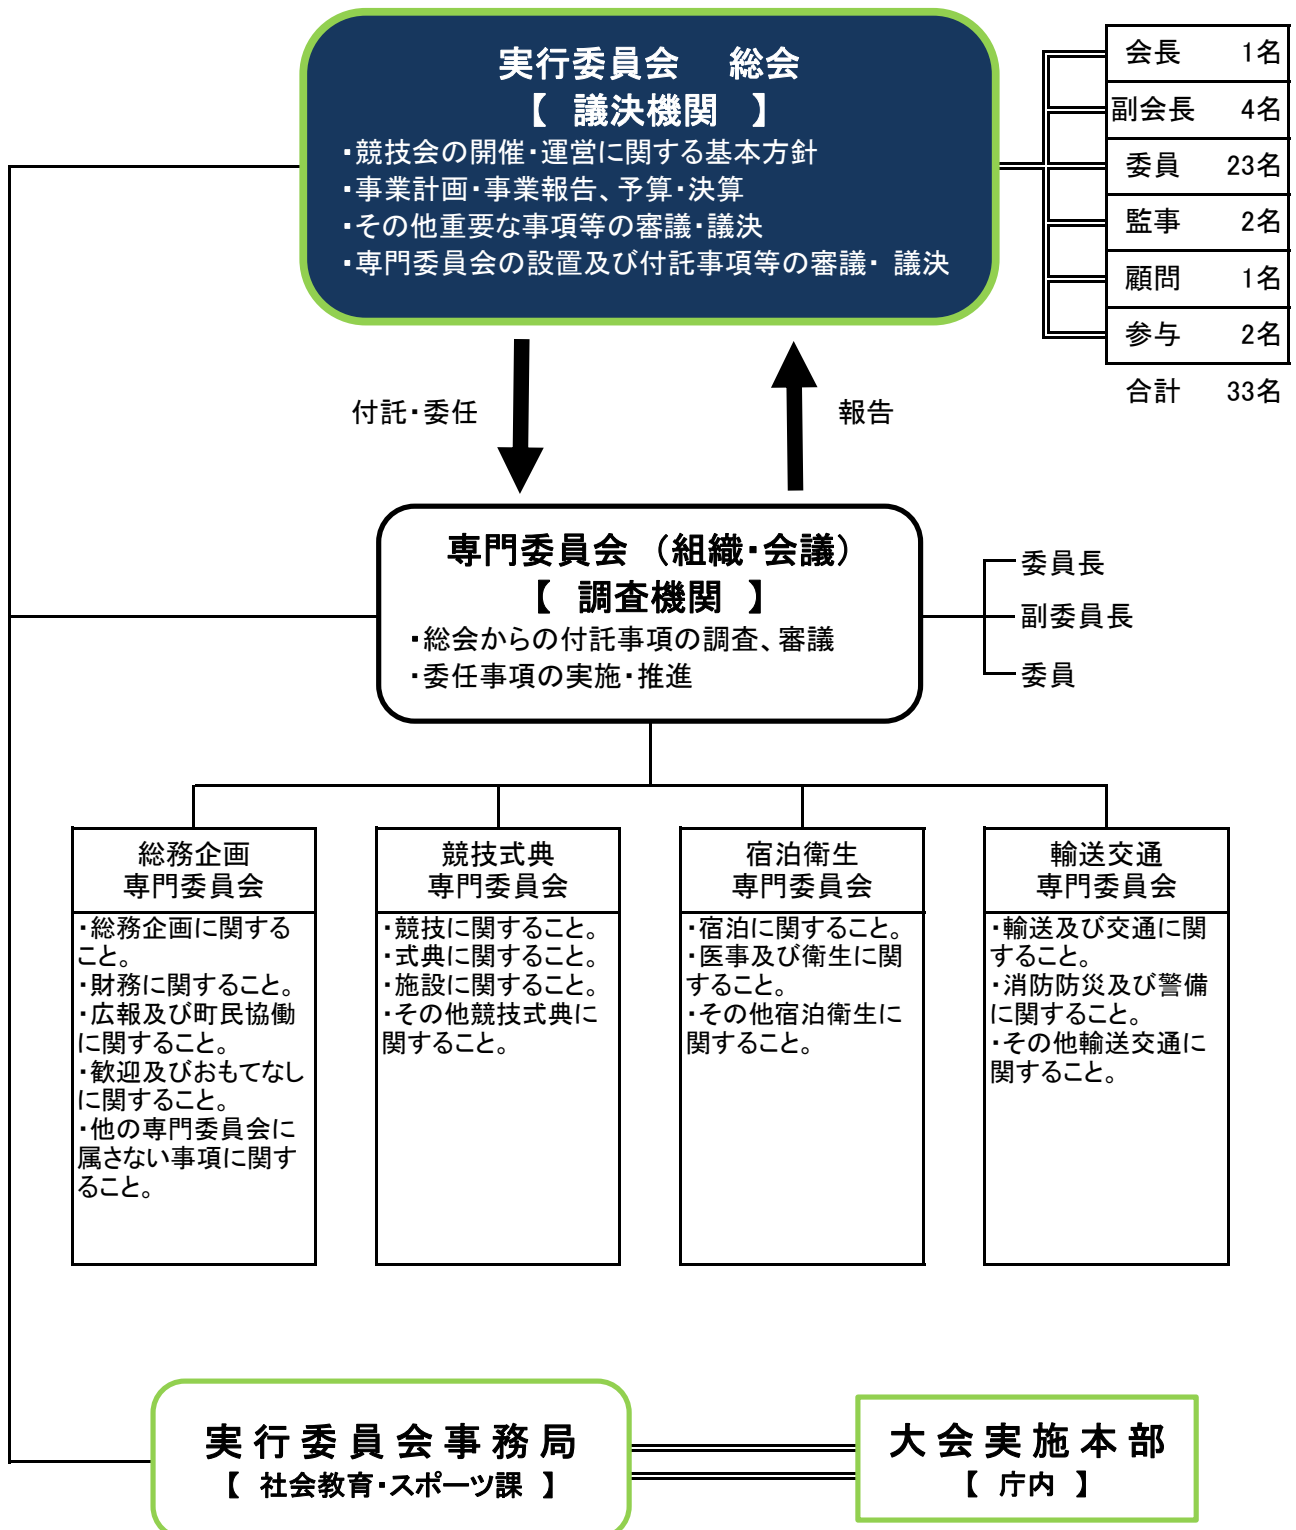 実行委員会 総会
【 議決機関 】
・競技会の開催・運営に関する基本方針
・事業計画・事業報告、予算・決算
・その他重要な事項等の審議・議決
・専門委員会の設置及び付託事項等の審議・ 議決
会長 1名
副会長 4名
委員 23名
監事 2名
顧問 1名
参与 2名
合計 33名
付託・委任
報告
専門委員会 （組織・会議）
【 調査機関 】
・総会からの付託事項の調査、審議
・委任事項の実施・推進
委員長
副委員長
委員
総務企画
専門委員会
・総務企画に関する
こと。
・財務に関すること。
・広報及び町民協働
に関すること。
・歓迎及びおもてなし
に関すること。
・他の専門委員会に
属さない事項に関す
ること。
競技式典
専門委員会
・競技に関すること。
・式典に関すること。
・施設に関すること。
・その他競技式典に
関すること。
宿泊衛生
専門委員会
・宿泊に関すること。
・医事及び衛生に関
すること。
・その他宿泊衛生に
関すること。
輸送交通
専門委員会
・輸送及び交通に関
すること。
・消防防災及び警備
に関すること。
・その他輸送交通に
関すること。
実行委員会事務局
【 社会教育・スポーツ課 】
大会実施本部
【 庁内 】